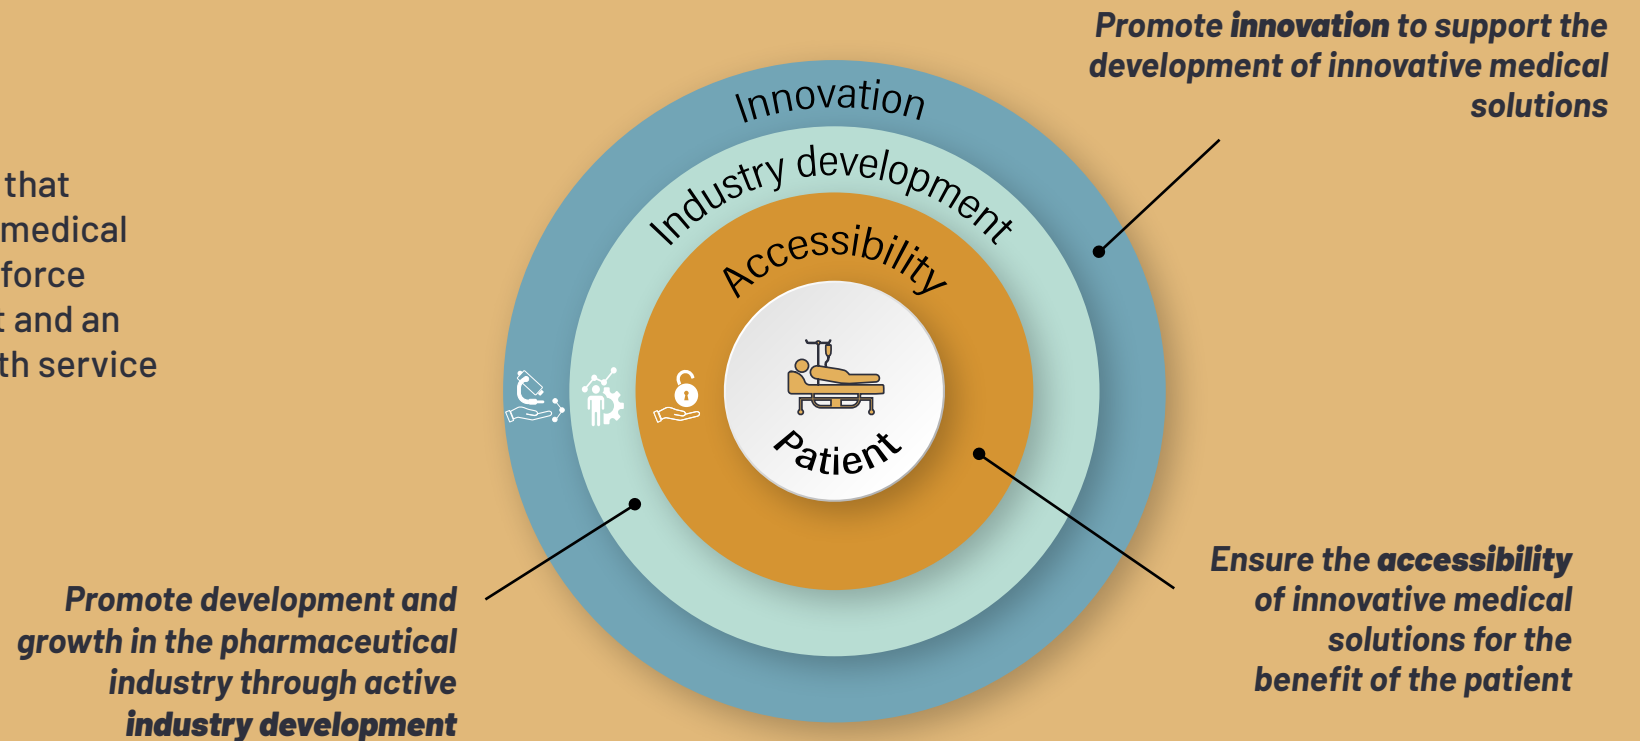 Promote innovation to support the
development of innovative medical
solutions
that
medical
force
and an
service
Innovation
Industry development
Accessibility
Patient
Promote development and
growth in the pharmaceutical
industry through active
industry development
Ensure the accessibility
of innovative medical
solutions for the
benefit of the patient